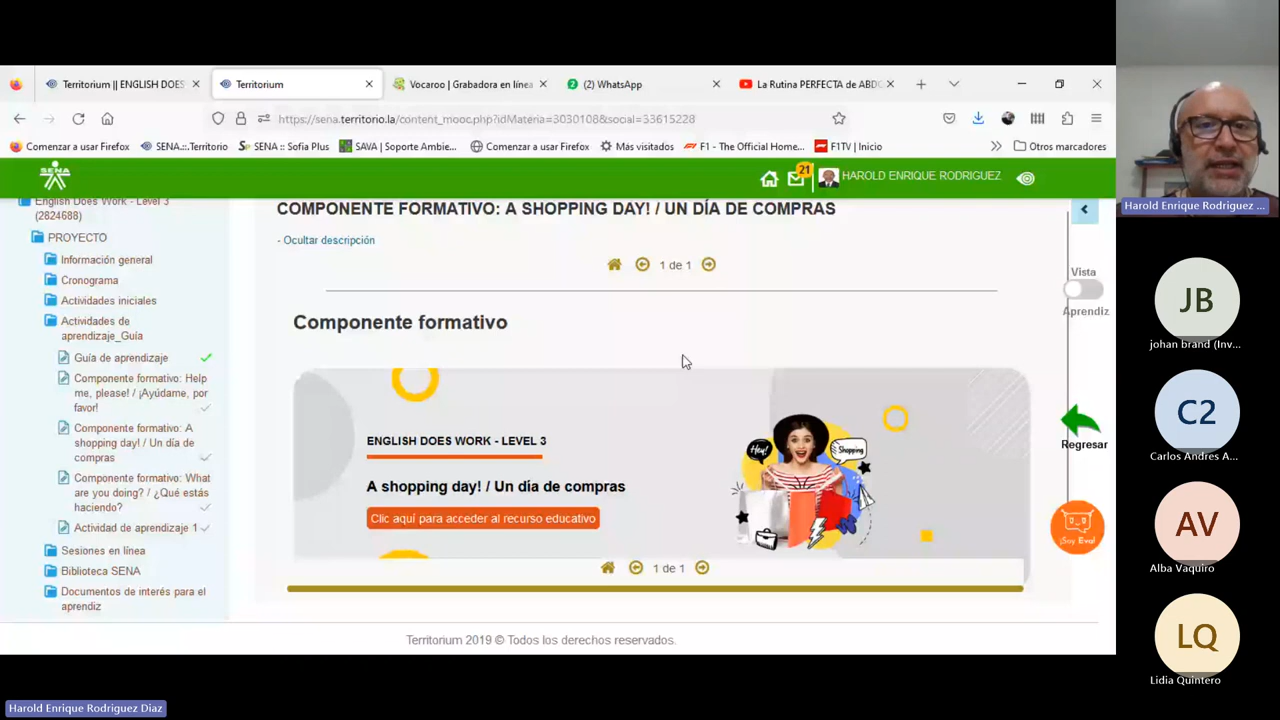 Territorium || ENGLISH DOES
Territorium
Vocaroo | Grabadora en línea
(2) WhatsApp
La Rutina PERFECTA de ABDO
https://sena.territorio.la/content_mooc.php?idMateria=3030108&social=33615228
Comenzar a usar Firefox
SENA.::.Territorio
SENA :: Sofia Plus
SAVA | Soporte Ambie...
Comenzar a usar Firefox
Más visitados
F1 - The Official Home...
F1TV | Inicio
Otros marcadores
SENA
21
HAROLD ENRIQUE RODRIGUEZ
English Does Work - Level 3
(2824688)
PROYECTO
Información general
Cronograma
Actividades iniciales
Actividades de
aprendizaje_Guía
Guía de aprendizaje
Componente formativo: Help
me, please! / ¡Ayúdame, por
favor!
Componente formativo: A
shopping day! / Un día de
compras
Componente formativo: What
are you doing? / ¿Qué estás
haciendo?
Actividad de aprendizaje 1
Sesiones en línea
Biblioteca SENA
Documentos de interés para el
aprendiz
COMPONENTE FORMATIVO: A SHOPPING DAY! / UN DÍA DE COMPRAS
- Ocultar descripción
1 de 1
Componente formativo
ENGLISH DOES WORK - LEVEL 3
A shopping day! / Un día de compras
Clic aquí para acceder al recurso educativo
Hey!
Shopping
1 de 1
Vista
Aprendiz
Regresar
¡Soy Eva!
Territorium 2019 © Todos los derechos reservados.
Harold Enrique Rodriguez ...
JB
johan brand (Inv...
C2
Carlos Andres A...
AV
Alba Vaquiro
LQ
Lidia Quintero
Harold Enrique Rodriguez Diaz